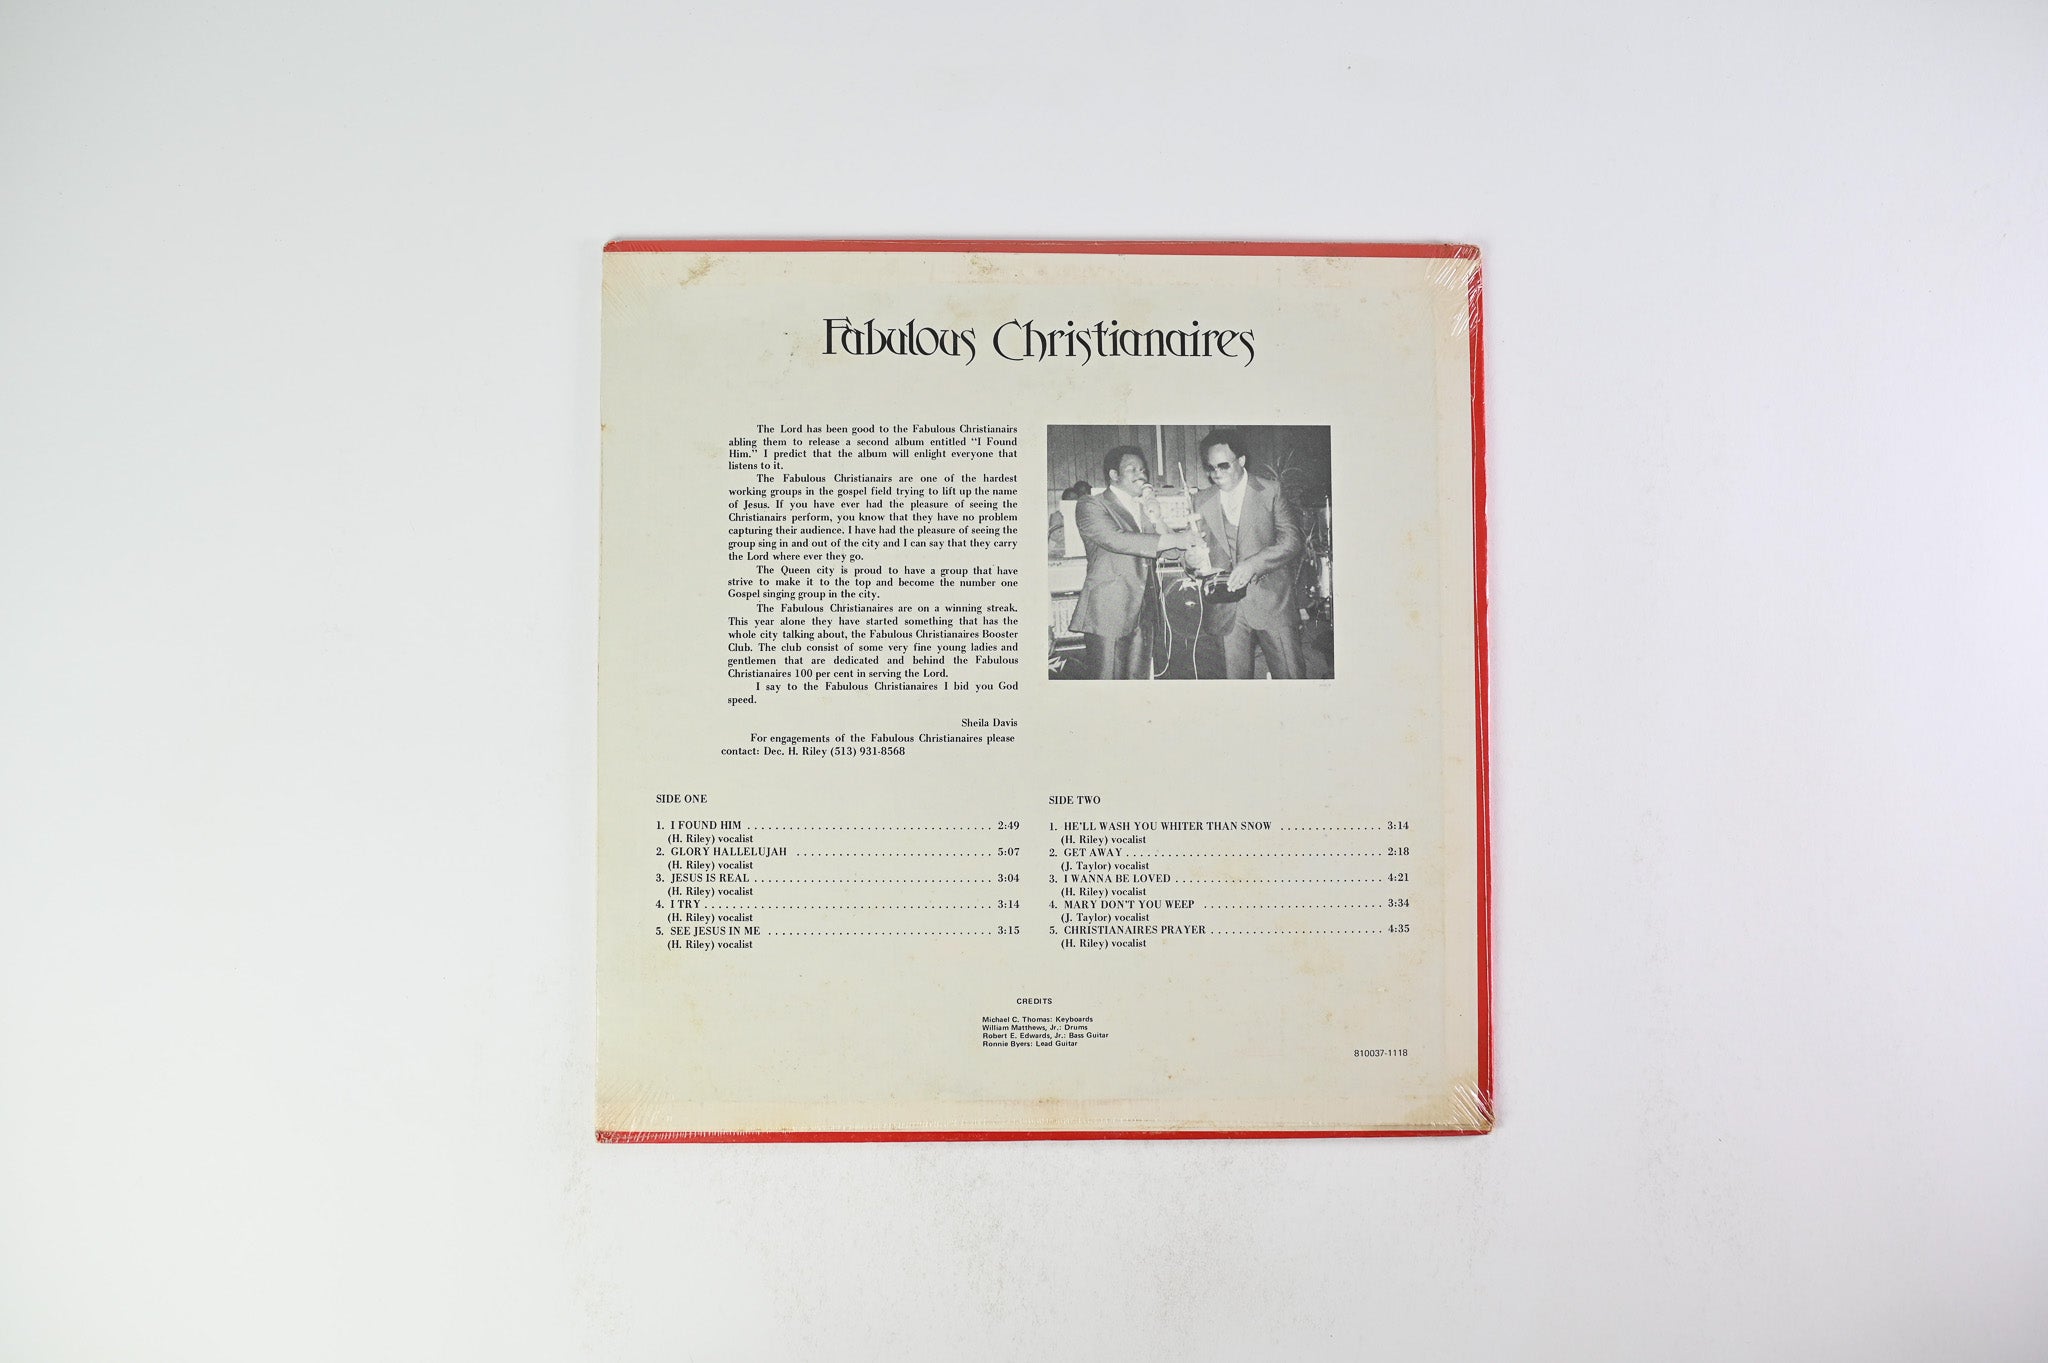 Fabulous Christianaires
The Lord has been good to the Fabulous Christianairs
abling them to release a second album entitled "I Found
Him." I predict that the album will enlight everyone that
listens to it.
The Fabulous Christianairs are one of the hardest
working groups in the gospel field trying to lift up the name
of Jesus. If you have ever had the pleasure of seeing the
Christianairs perform, you know that they have no problem
capturing their audience. I have had the pleasure of seeing the
group sing in and out of the city and I can say that they carry
the Lord where ever they go.
The Queen city is proud to have a group that have
strive to make it to the top and become the number one
Gospel singing group in the city.
The Fabulous Christianaires are on a winning streak.
This year alone they have started something that has the
whole city talking about, the Fabulous Christianaires Booster
Club. The club consist of some very fine young ladies and
gentlemen that are dedicated and behind the Fabulous
Christianaires 100 per cent in serving the Lord.
I say to the Fabulous Christianaires I bid you God
speed.
Sheila Davis
For engagements of the Fabulous Christianaires please
contact: Dec. H. Riley (513) 931-8568
SIDE ONE
1. I FOUND HIM . . . . . . . . . . . . . . . . . . . . . . . . . . . . . . . . . . . 2:49
(H. Riley) vocalist
2. GLORY HALLELUJAH . . . . . . . . . . . . . . . . . . . . . . . . . . . . 5:07
(H. Riley) vocalist
3. JESUS IS REAL . . . . . . . . . . . . . . . . . . . . . . . . . . . . . . . . . . 3:04
(H. Riley) vocalist
4. I TRY . . . . . . . . . . . . . . . . . . . . . . . . . . . . . . . . . . . . . . . . . 3:14
(H. Riley) vocalist
5. SEE JESUS IN ME . . . . . . . . . . . . . . . . . . . . . . . . . . . . . . . . 3:15
(H. Riley) vocalist
SIDE TWO
1. HE'LL WASH YOU WHITER THAN SNOW . . . . . . . . . . . . . . . 3:14
(H. Riley) vocalist
2. GET AWAY . . . . . . . . . . . . . . . . . . . . . . . . . . . . . . . . . . . . . 2:18
(J. Taylor) vocalist
3. I WANNA BE LOVED . . . . . . . . . . . . . . . . . . . . . . . . . . . . . . 4:21
(H. Riley) vocalist
4. MARY DON'T YOU WEEP . . . . . . . . . . . . . . . . . . . . . . . . . . 3:34
(J. Taylor) vocalist
5. CHRISTIANAIRES PRAYER . . . . . . . . . . . . . . . . . . . . . . . . . 4:35
(H. Riley) vocalist
CREDITS
Michael C. Thomas: Keyboards
William Matthews, Jr.: Drums
Robert E. Edwards, Jr.: Bass Guitar
Ronnie Byers: Lead Guitar
810037-1118